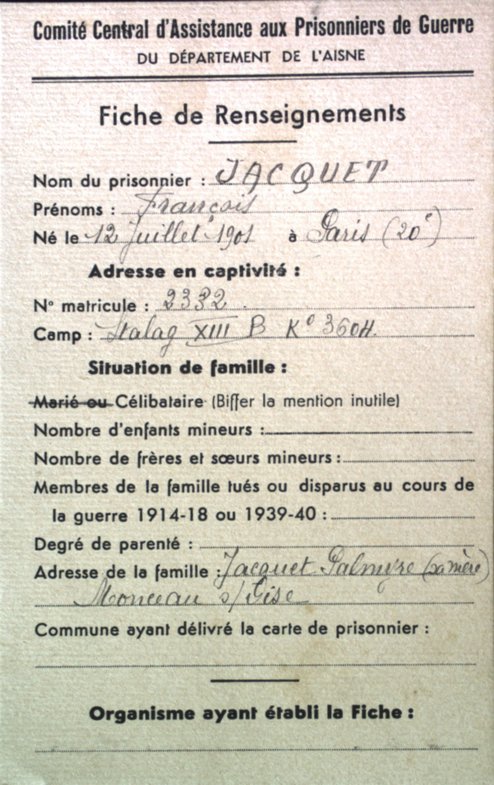 Comité Central d'Assistance aux Prisonniers de Guerre
DU DÉPARTEMENT DE L'AISNE
Fiche de Renseignements
Nom du prisonnier : JACQUET
Prénoms : François
Né le 12 Juillet 1901 à Paris (20e)
Adresse en captivité :
No matricule : 2332
Camp : Stalag XIII B Ko 360H.
Situation de famille :
Marié ou Célibataire (Biffer la mention inutile)
Nombre d'enfants mineurs :
Nombre de frères et sœurs mineurs :
Membres de la famille tués ou disparus au cours de
la guerre 1914-18 ou 1939-40 :
Degré de parenté :
Adresse de la famille : Jacquet Palmyre (sa mère)
Monceau s/ Oise
Commune ayant délivré la carte de prisonnier :
Organisme ayant établi la Fiche :